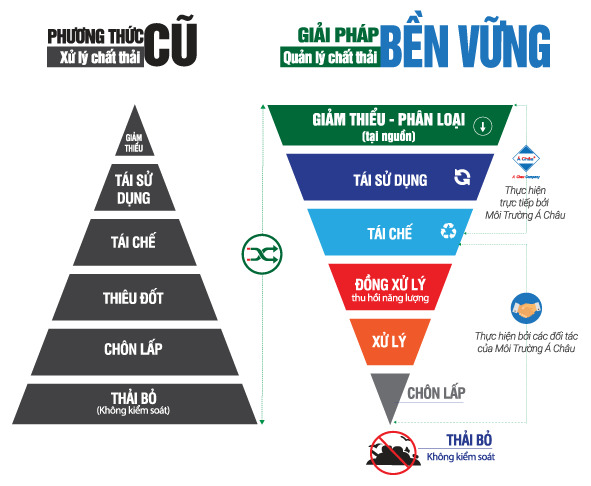 PHƯƠNG THỨC
Xử lý chất thải
CŨ
GIẢI PHÁP
Quản lý chất thải
BỀN VỮNG
GIẢM
THIỂU
TÁI SỬ
DỤNG
TÁI CHẾ
THIÊU ĐỐT
CHÔN LẤP
THẢI BỎ
(Không kiểm soát)
GIẢM THIỂU - PHÂN LOẠI
(tại nguồn)
TÁI SỬ DỤNG
TÁI CHẾ
ĐỒNG XỬ LÝ
thu hồi năng lượng
XỬ LÝ
CHÔN LẤP
THẢI BỎ
Không kiểm soát
Á Châu
A Chau Company
Thực hiện
trực tiếp bới
Môi Trường Á Châu
Thực hiện bởi các đối tác
của Môi Trường Á Châu